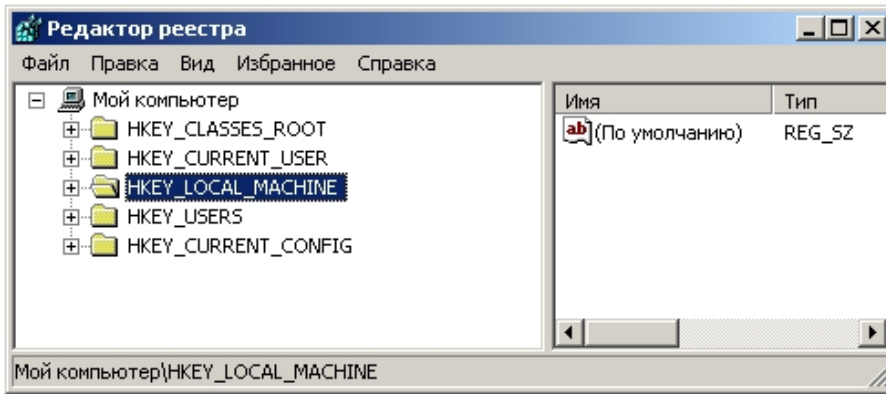 Редактор реестра
Файл Правка Вид Избранное Справка
Мой компьютер
HKEY_CLASSES_ROOT
HKEY_CURRENT_USER
HKEY_LOCAL_MACHINE
HKEY_USERS
HKEY_CURRENT_CONFIG
Имя Тип
ab (По умолчанию) REG_SZ
Мой компьютер\HKEY_LOCAL_MACHINE